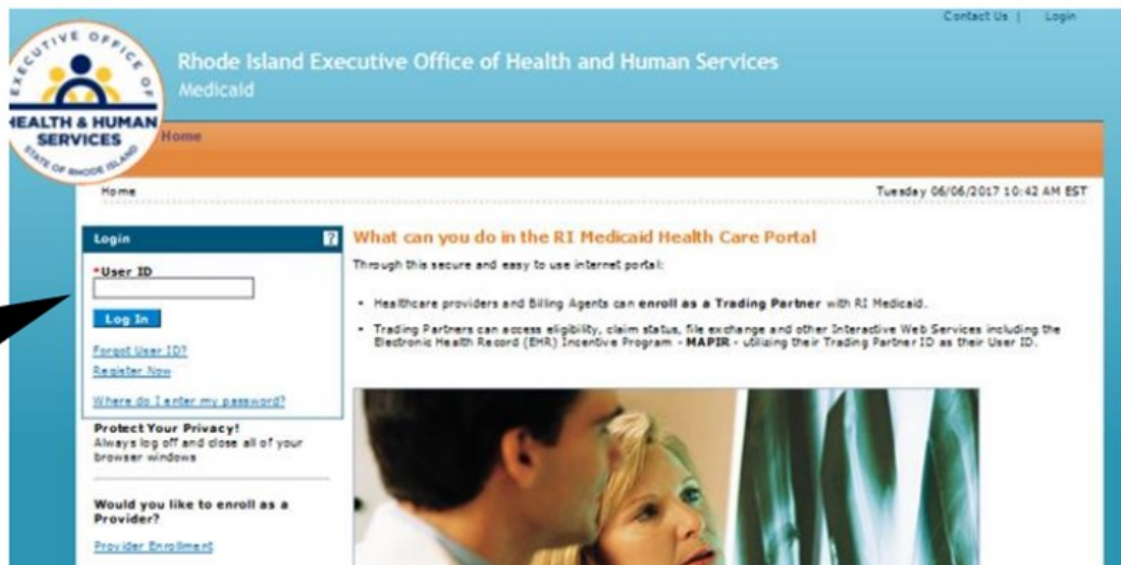 Contact Us | Login
EXECUTIVE OFFICE OF
HEALTH & HUMAN
SERVICES
STATE OF RHODE ISLAND
Rhode Island Executive Office of Health and Human Services
Medicaid
Home
Home
Tuesday 06/06/2017 10:42 AM EST
Login ?
*User ID
Log In
Forgot User ID?
Register Now
Where do I enter my password?
Protect Your Privacy!
Always log off and close all of your
browser windows
Would you like to enroll as a
Provider?
Provider Enrollment
What can you do in the RI Medicaid Health Care Portal
Through this secure and easy to use internet portal:
• Healthcare providers and Billing Agents can enroll as a Trading Partner with RI Medicaid.
• Trading Partners can access eligibility, claim status, file exchange and other Interactive Web Services including the
Electronic Health Record (EHR) Incentive Program - MAPIR - utilizing their Trading Partner ID as their User ID.